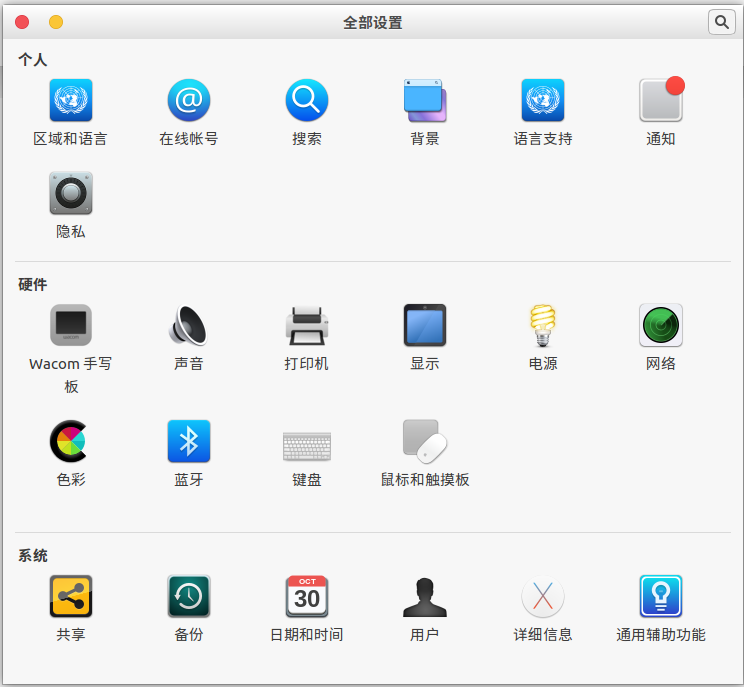 全部设置
个人
区域和语言
在线帐号
搜索
背景
语言支持
通知
隐私
硬件
Wacom 手写
板
声音
打印机
显示
电源
网络
色彩
蓝牙
键盘
鼠标和触摸板
系统
OCT
30
共享
备份
日期和时间
用户
详细信息
通用辅助功能